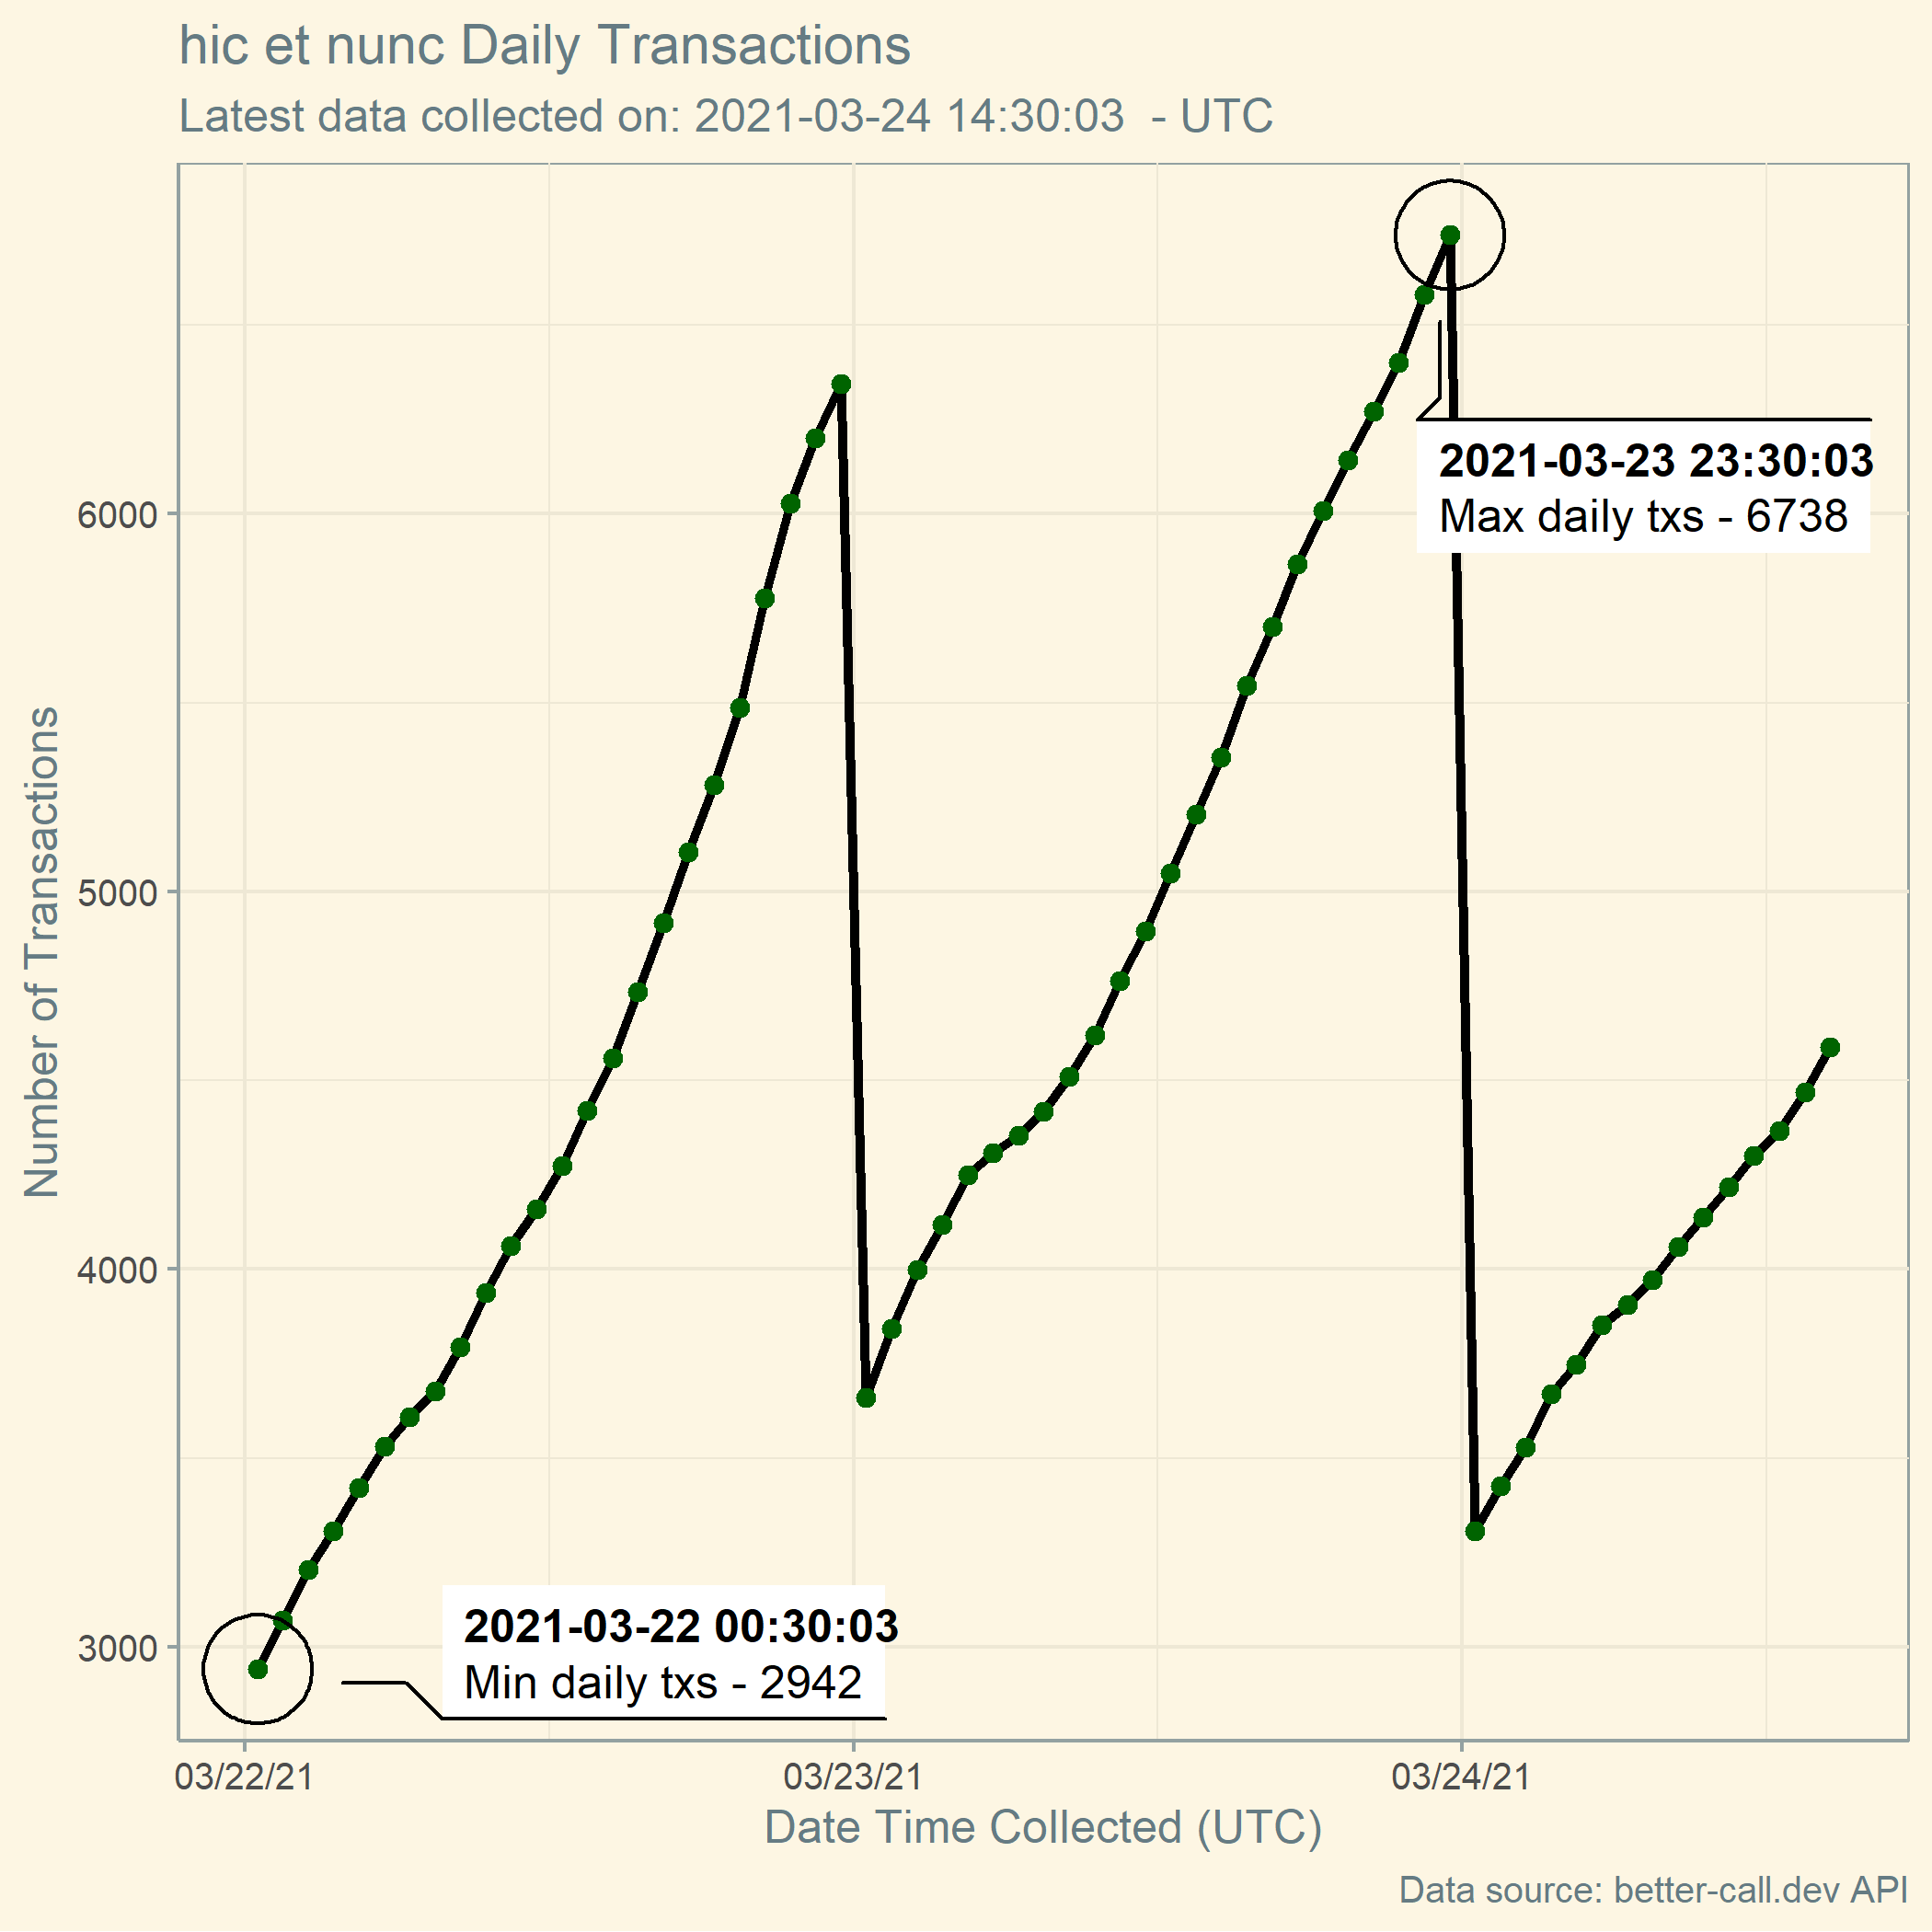 hic et nunc Daily Transactions
Latest data collected on: 2021-03-24 14:30:03  - UTC
Number of Transactions
6000
5000
4000
3000
2021-03-23 23:30:03
Max daily txs - 6738
2021-03-22 00:30:03
Min daily txs - 2942
03/22/21
03/23/21
03/24/21
Date Time Collected (UTC)
Data source: better-call.dev API